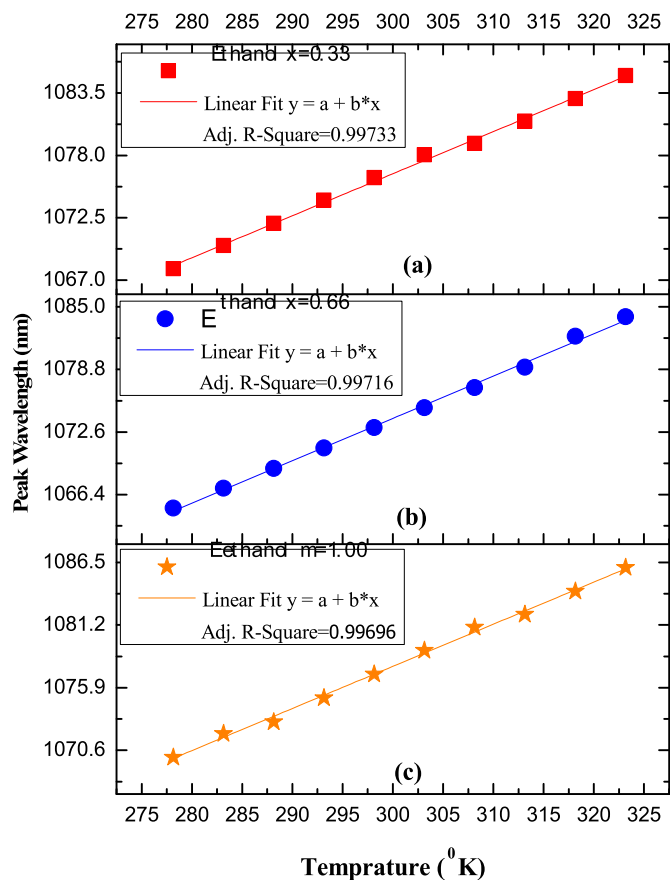 275 280 285 290 295 300 305 310 315 320 325
Ethand x=0.33
Linear Fit y = a + b*x
Adj. R-Square=0.99733
1083.5
1078.0
1072.5
1067.0
(a)
E thand x=0.66
Linear Fit y = a + b*x
Adj. R-Square=0.99716
1085.0
1078.8
1072.6
1066.4
(b)
Peak Wavelength (nm)
m=1.00
Linear Fit y = a + b*x
Adj. R-Square=0.99696
1086.5
1081.2
1075.9
1070.6
(c)
275 280 285 290 295 300 305 310 315 320 325
Temprature (⁰K)